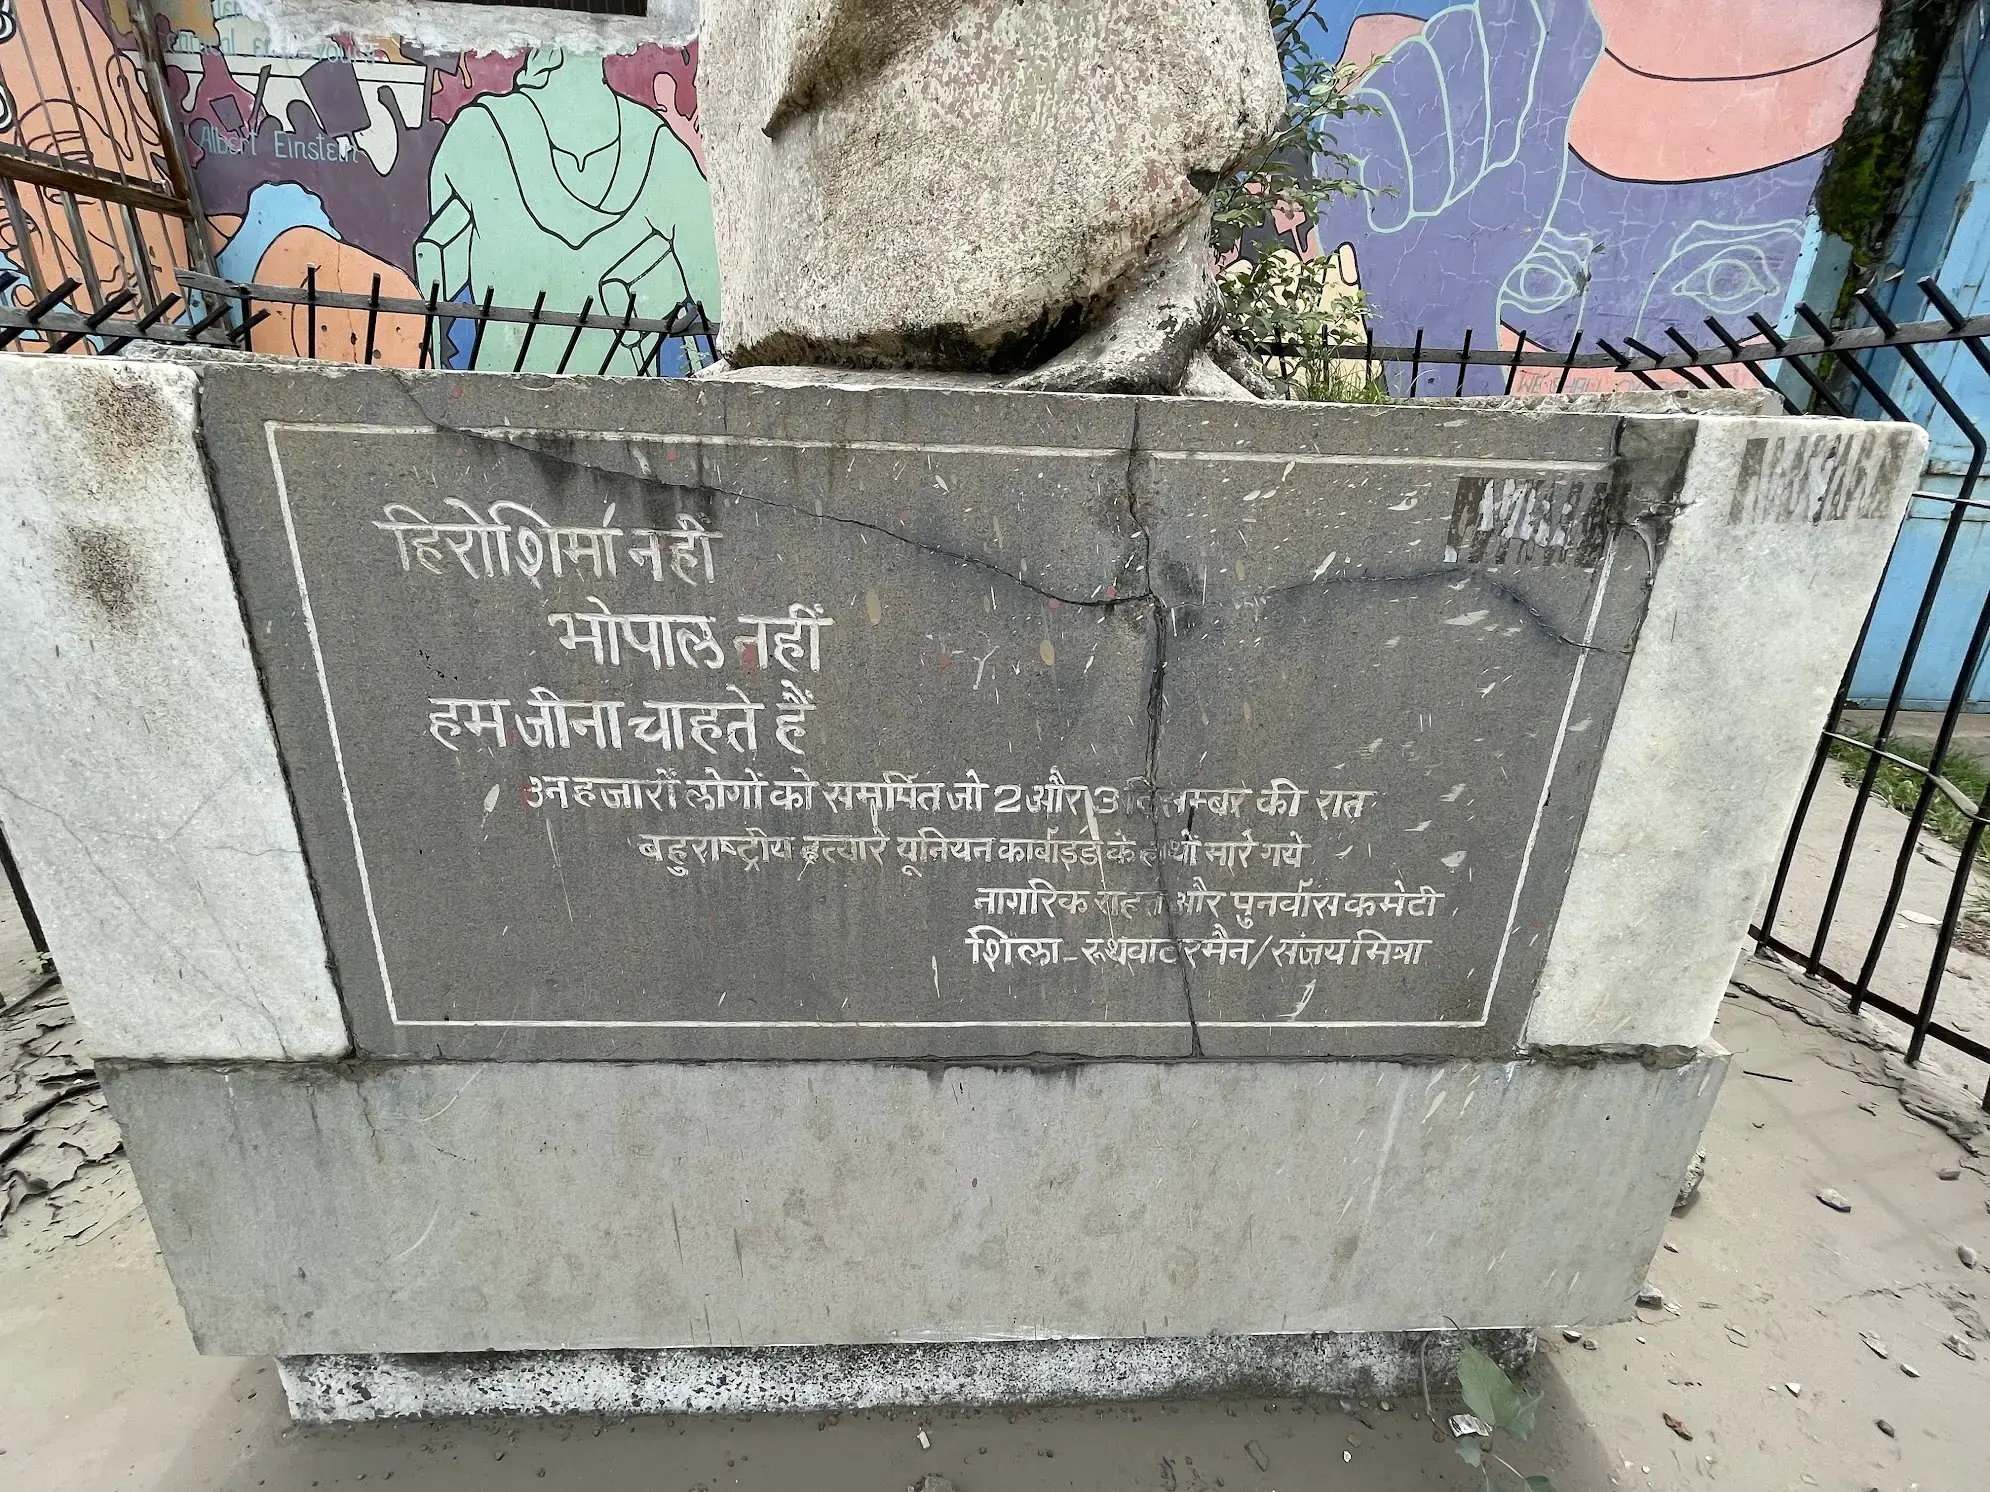 Albert Einstein
हिरोशिमां नहीं
भोपाल नहीं
हम जीना चाहते हैं
उन हजारों लोगों को समर्पित जो 2 और 3 दिसम्बर की रात
बहुराष्ट्रीय हत्यारे यूनियन कार्बाइड के हाथों मारे गये
नागरिक राहत और पुनर्वास कमेटी
शिला - रूथ वाटरमैन / संजय मित्रा